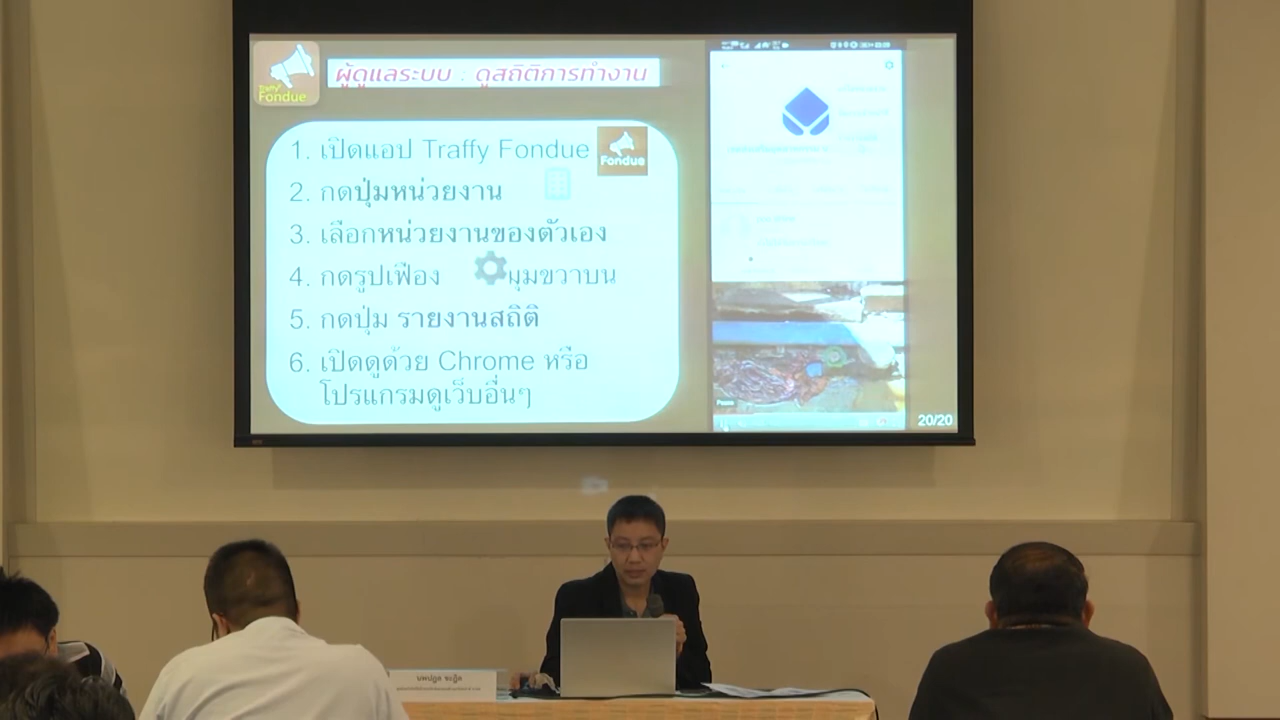 Traffy
Fondue
ผู้ดูแลระบบ : ดูสถิติการทำงาน
1. เปิดแอป Traffy Fondue
Fondue
2. กดปุ่มหน่วยงาน
3. เลือกหน่วยงานของตัวเอง
4. กดรูปเฟือง มุมขวาบน
5. กดปุ่ม รายงานสถิติ
6. เปิดดูด้วย Chrome หรือ
โปรแกรมดูเว็บอื่นๆ
20/20